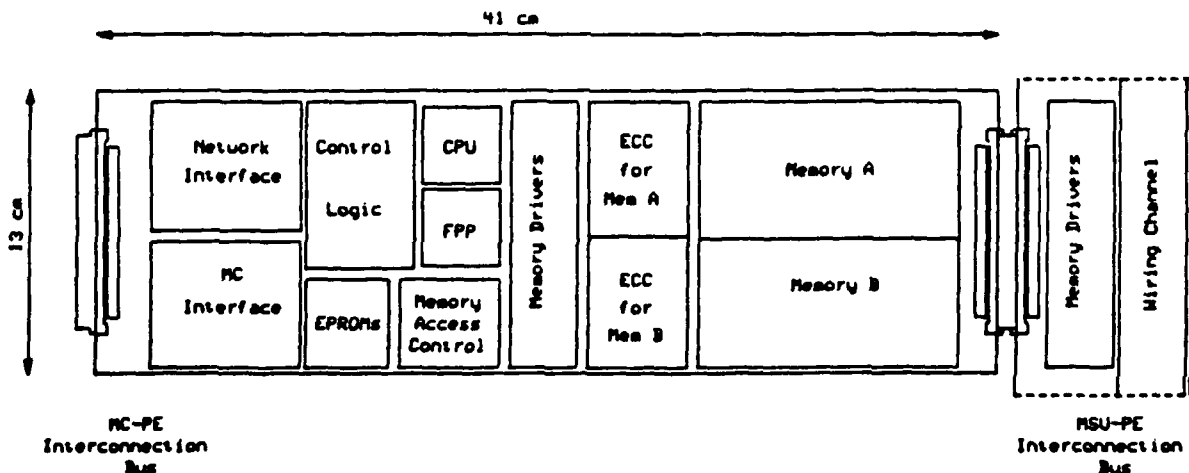 41 cm
13 cm
Network
Interface
MC
Interface
Control
Logic
EPROMs
CPU
FPP
Memory
Access
Control
Memory Drivers
ECC
for
Mem A
ECC
for
Mem B
Memory A
Memory B
Memory Drivers
Wiring Channel
MC-PE
Interconnection
Bus
MSU-PE
Interconnection
Bus